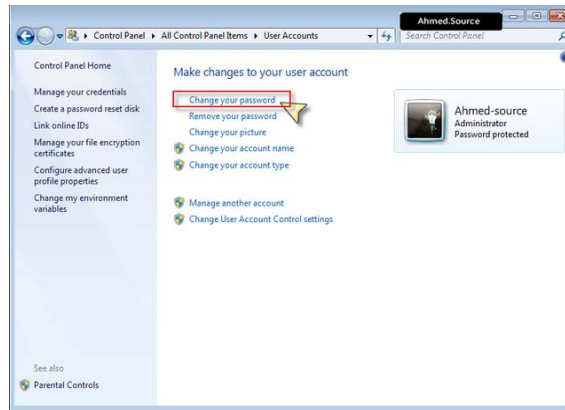 Ahmed.Source
Control Panel All Control Panel Items User Accounts
Search Control Panel
Control Panel Home
Manage your credentials
Create a password reset disk
Link online IDs
Manage your file encryption
certificates
Configure advanced user
profile properties
Change my environment
variables
See also
Parental Controls
Make changes to your user account
Change your password
Remove your password
Change your picture
Change your account name
Change your account type
Manage another account
Change User Account Control settings
Ahmed-source
Administrator
Password protected